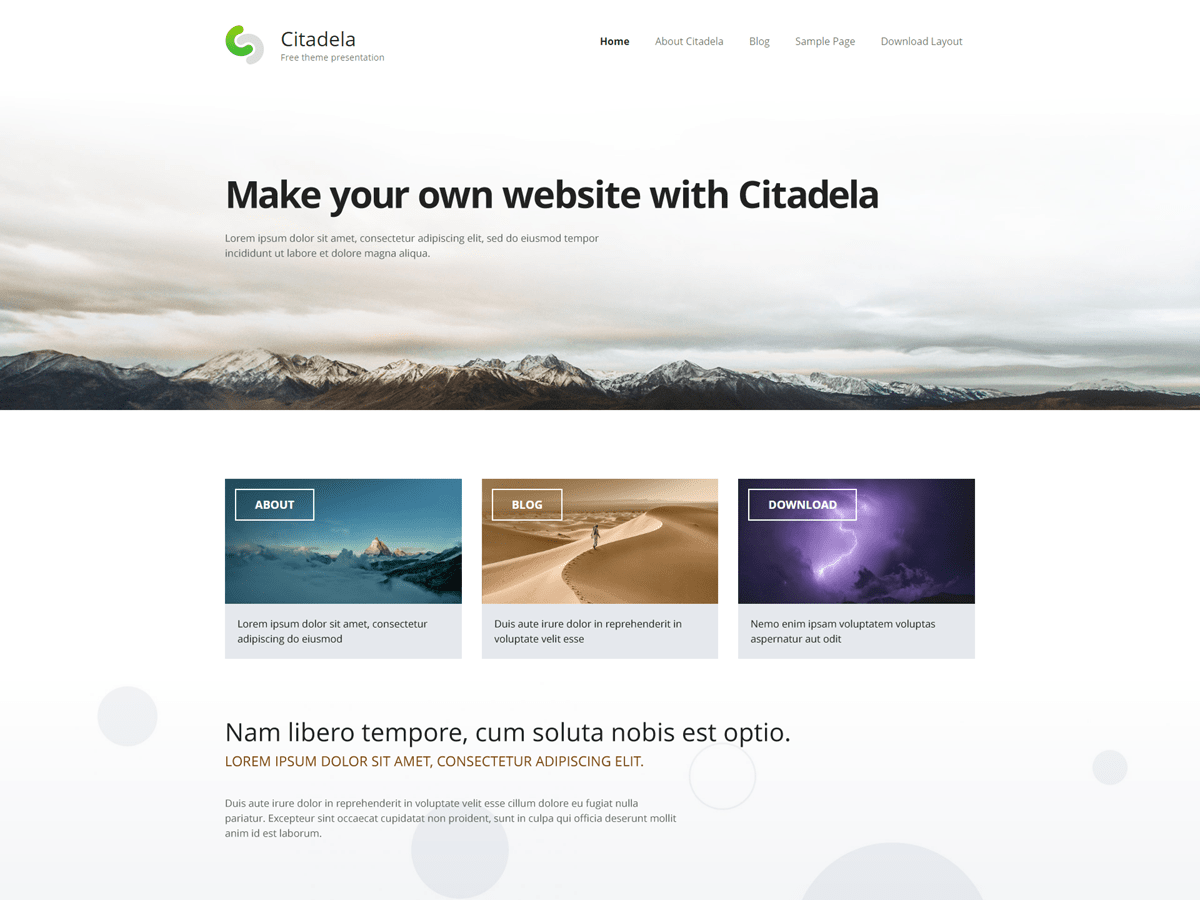 Citadela
Free theme presentation
Home About Citadela Blog Sample Page Download Layout
Make your own website with Citadela
Lorem ipsum dolor sit amet, consectetur adipiscing elit, sed do eiusmod tempor
incididunt ut labore et dolore magna aliqua.
ABOUT
Lorem ipsum dolor sit amet, consectetur
adipiscing do eiusmod
BLOG
Duis aute irure dolor in reprehenderit in
voluptate velit esse
DOWNLOAD
Nemo enim ipsam voluptatem voluptas
aspernatur aut odit
Nam libero tempore, cum soluta nobis est optio.
LOREM IPSUM DOLOR SIT AMET, CONSECTETUR ADIPISCING ELIT.
Duis aute irure dolor in reprehenderit in voluptate velit esse cillum dolore eu fugiat nulla
pariatur. Excepteur sint occaecat cupidatat non proident, sunt in culpa qui officia deserunt mollit
anim id est laborum.